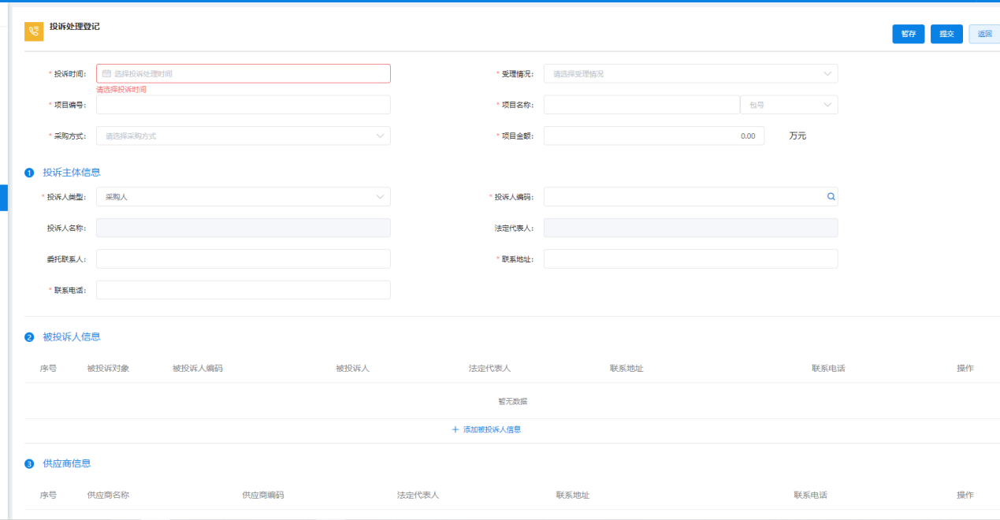 投诉处理登记
暂存 提交 返回
* 投诉时间: 选择投诉处理时间 * 受理情况: 请选择受理情况
请选择投诉时间
* 项目编号: * 项目名称: 包号
* 采购方式: 请选择采购方式 * 项目金额: 0.00 万元
1 投诉主体信息
* 投诉人类型: 采购人 * 投诉人编码:
投诉人名称: 法定代表人:
委托联系人: * 联系地址:
* 联系电话:
2 被投诉人信息
序号 被投诉对象 被投诉人编码 被投诉人 法定代表人 联系地址 联系电话 操作
暂无数据
+ 添加被投诉人信息
3 供应商信息
序号 供应商名称 供应商编码 法定代表人 联系地址 联系电话 操作